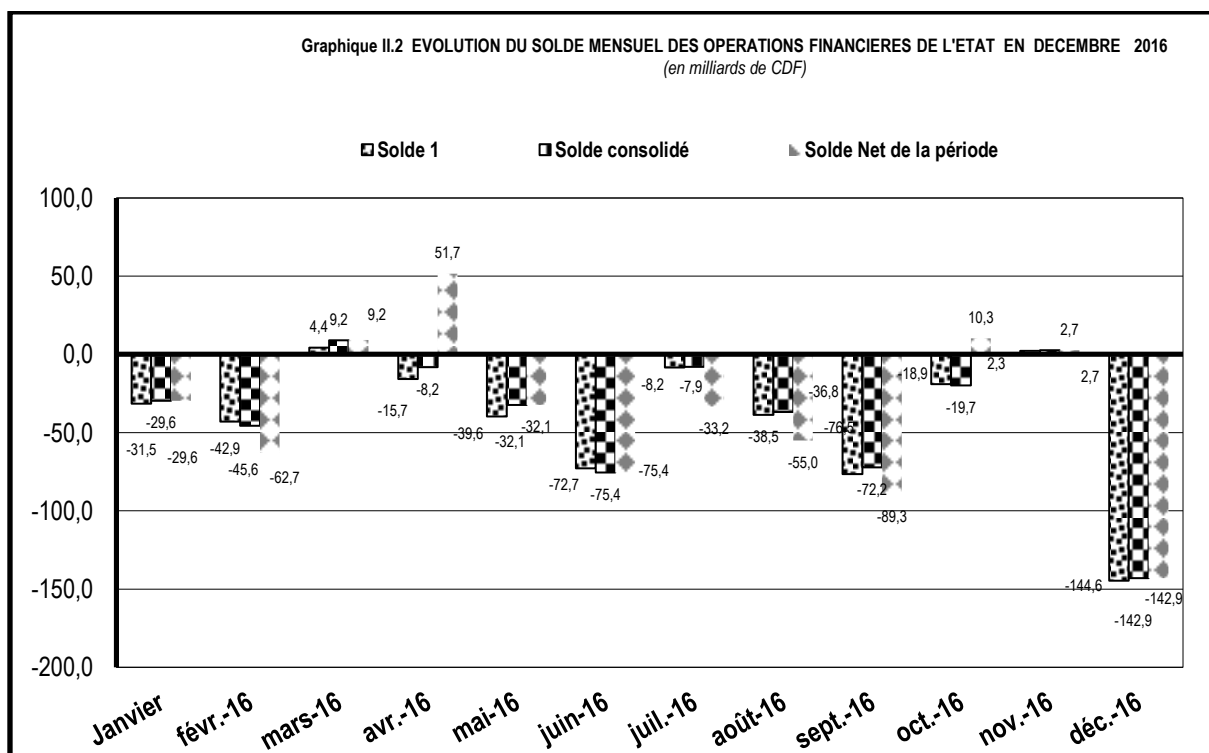 Graphique II.2 EVOLUTION DU SOLDE MENSUEL DES OPERATIONS FINANCIERES DE L'ETAT EN DECEMBRE 2016
(en milliards de CDF)
Solde 1 Solde consolidé Solde Net de la période
100,0
50,0
0,0
-50,0
-100,0
-150,0
-200,0
-31,5 -29,6 -29,6
-42,9 -45,6 -62,7
4,4 9,2 9,2
-15,7 -8,2 51,7
-39,6 -32,1 -32,1
-72,7 -75,4 -75,4
-8,2 -7,9 -33,2
-38,5 -36,8 -55,0
-76,5 -72,2 -89,3
-18,9 -19,7 10,3
2,3 2,7 2,7
-144,6 -142,9 -142,9
Janvier févr.-16 mars-16 avr.-16 mai-16 juin-16 juil.-16 août-16 sept.-16 oct.-16 nov.-16 déc.-16